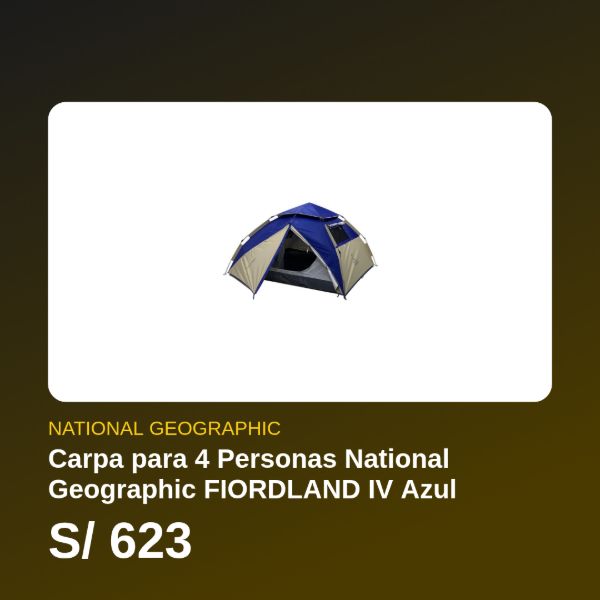 NATIONAL GEOGRAPHIC
Carpa para 4 Personas National
Geographic FIORDLAND IV Azul
S/ 623